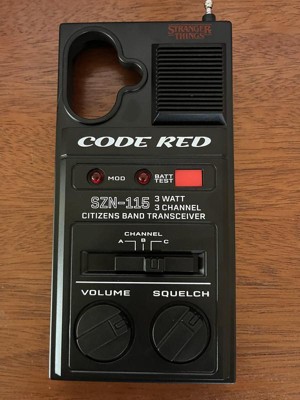 STRANGER
THINGS
CODE RED
MOD
BATT
TEST
SZN-115
3 WATT
3 CHANNEL
CITIZENS BAND TRANSCEIVER
CHANNEL
A B C
VOLUME SQUELCH